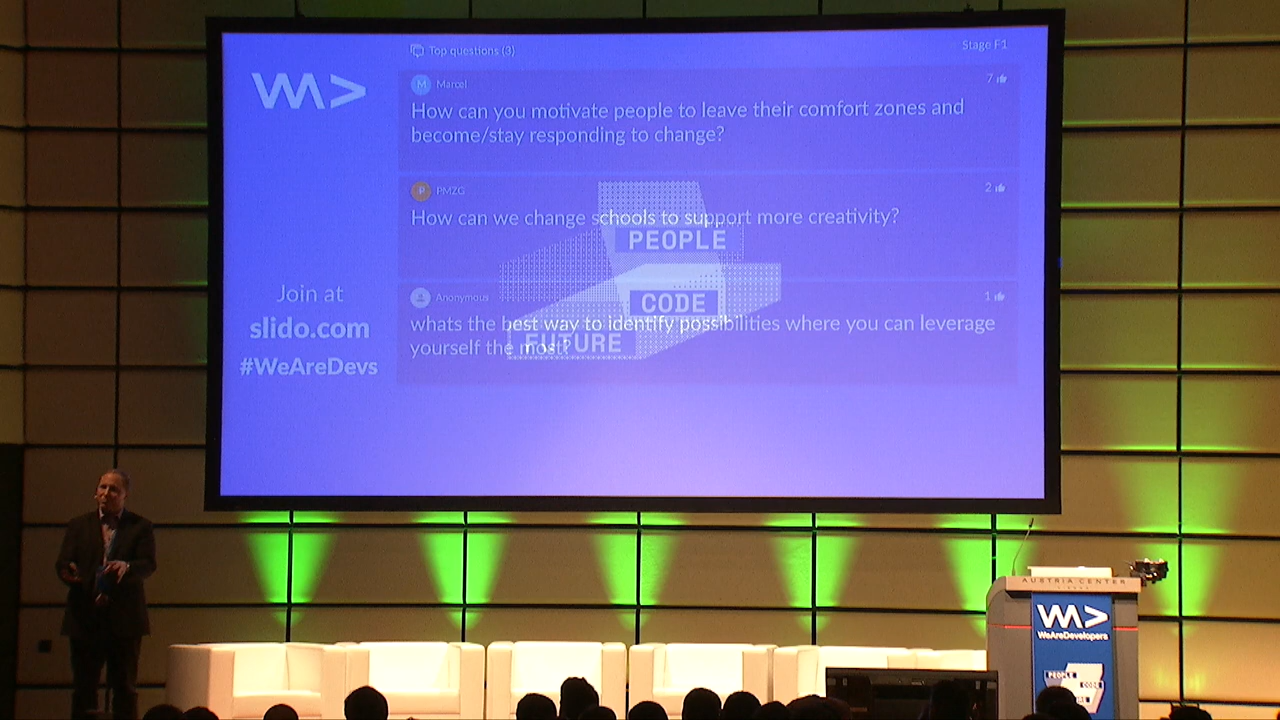 Top questions (3)
Stage F1
M Marcel
7
How can you motivate people to leave their comfort zones and
become/stay responding to change?
P PMZG
2
How can we change schools to support more creativity?
PEOPLE
Anonymous
1
CODE
whats the best way to identify possibilities where you can leverage
yourself the most?
FUTURE
Join at
slido.com
#WeAreDevs
AUSTRIA CENTER
WeAreDevelopers
PEOPLE
CODE